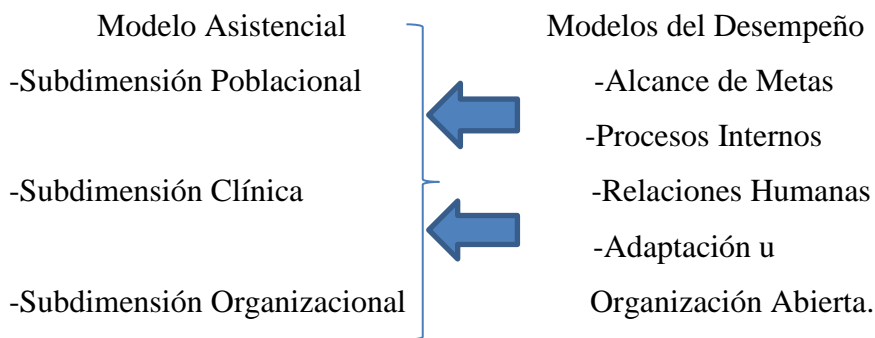 Modelo Asistencial
-Subdimensión Poblacional
-Subdimensión Clínica
-Subdimensión Organizacional
Modelos del Desempeño
-Alcance de Metas
-Procesos Internos
-Relaciones Humanas
-Adaptación u
Organización Abierta.